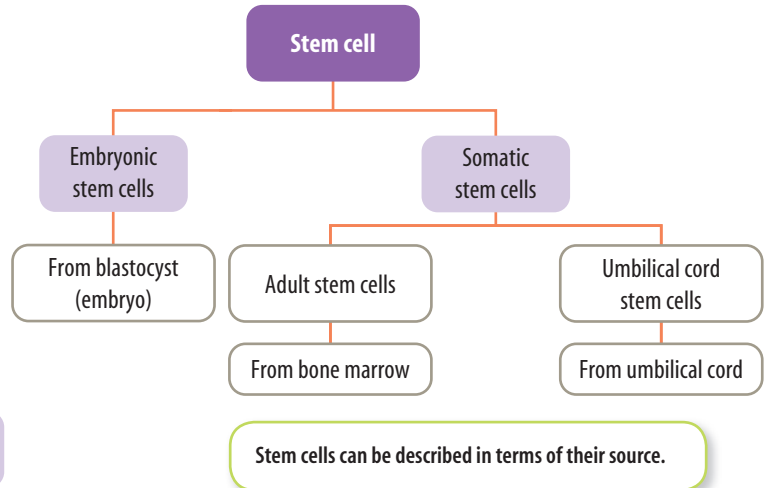 Stem cell
Embryonic
stem cells
Somatic
stem cells
From blastocyst
(embryo)
Adult stem cells
Umbilical cord
stem cells
From bone marrow
From umbilical cord
Stem cells can be described in terms of their source.